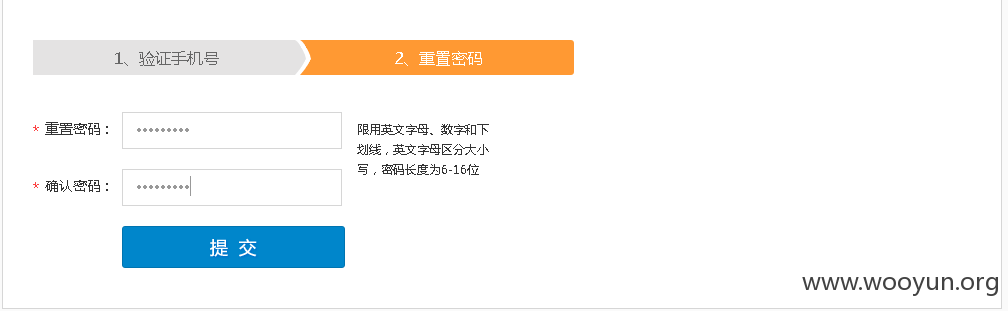 1、验证手机号
2、重置密码
* 重置密码：
•••••••••
限用英文字母、数字和下
划线，英文字母区分大小
写，密码长度为6-16位
* 确认密码：
•••••••••
提 交
www.wooyun.org